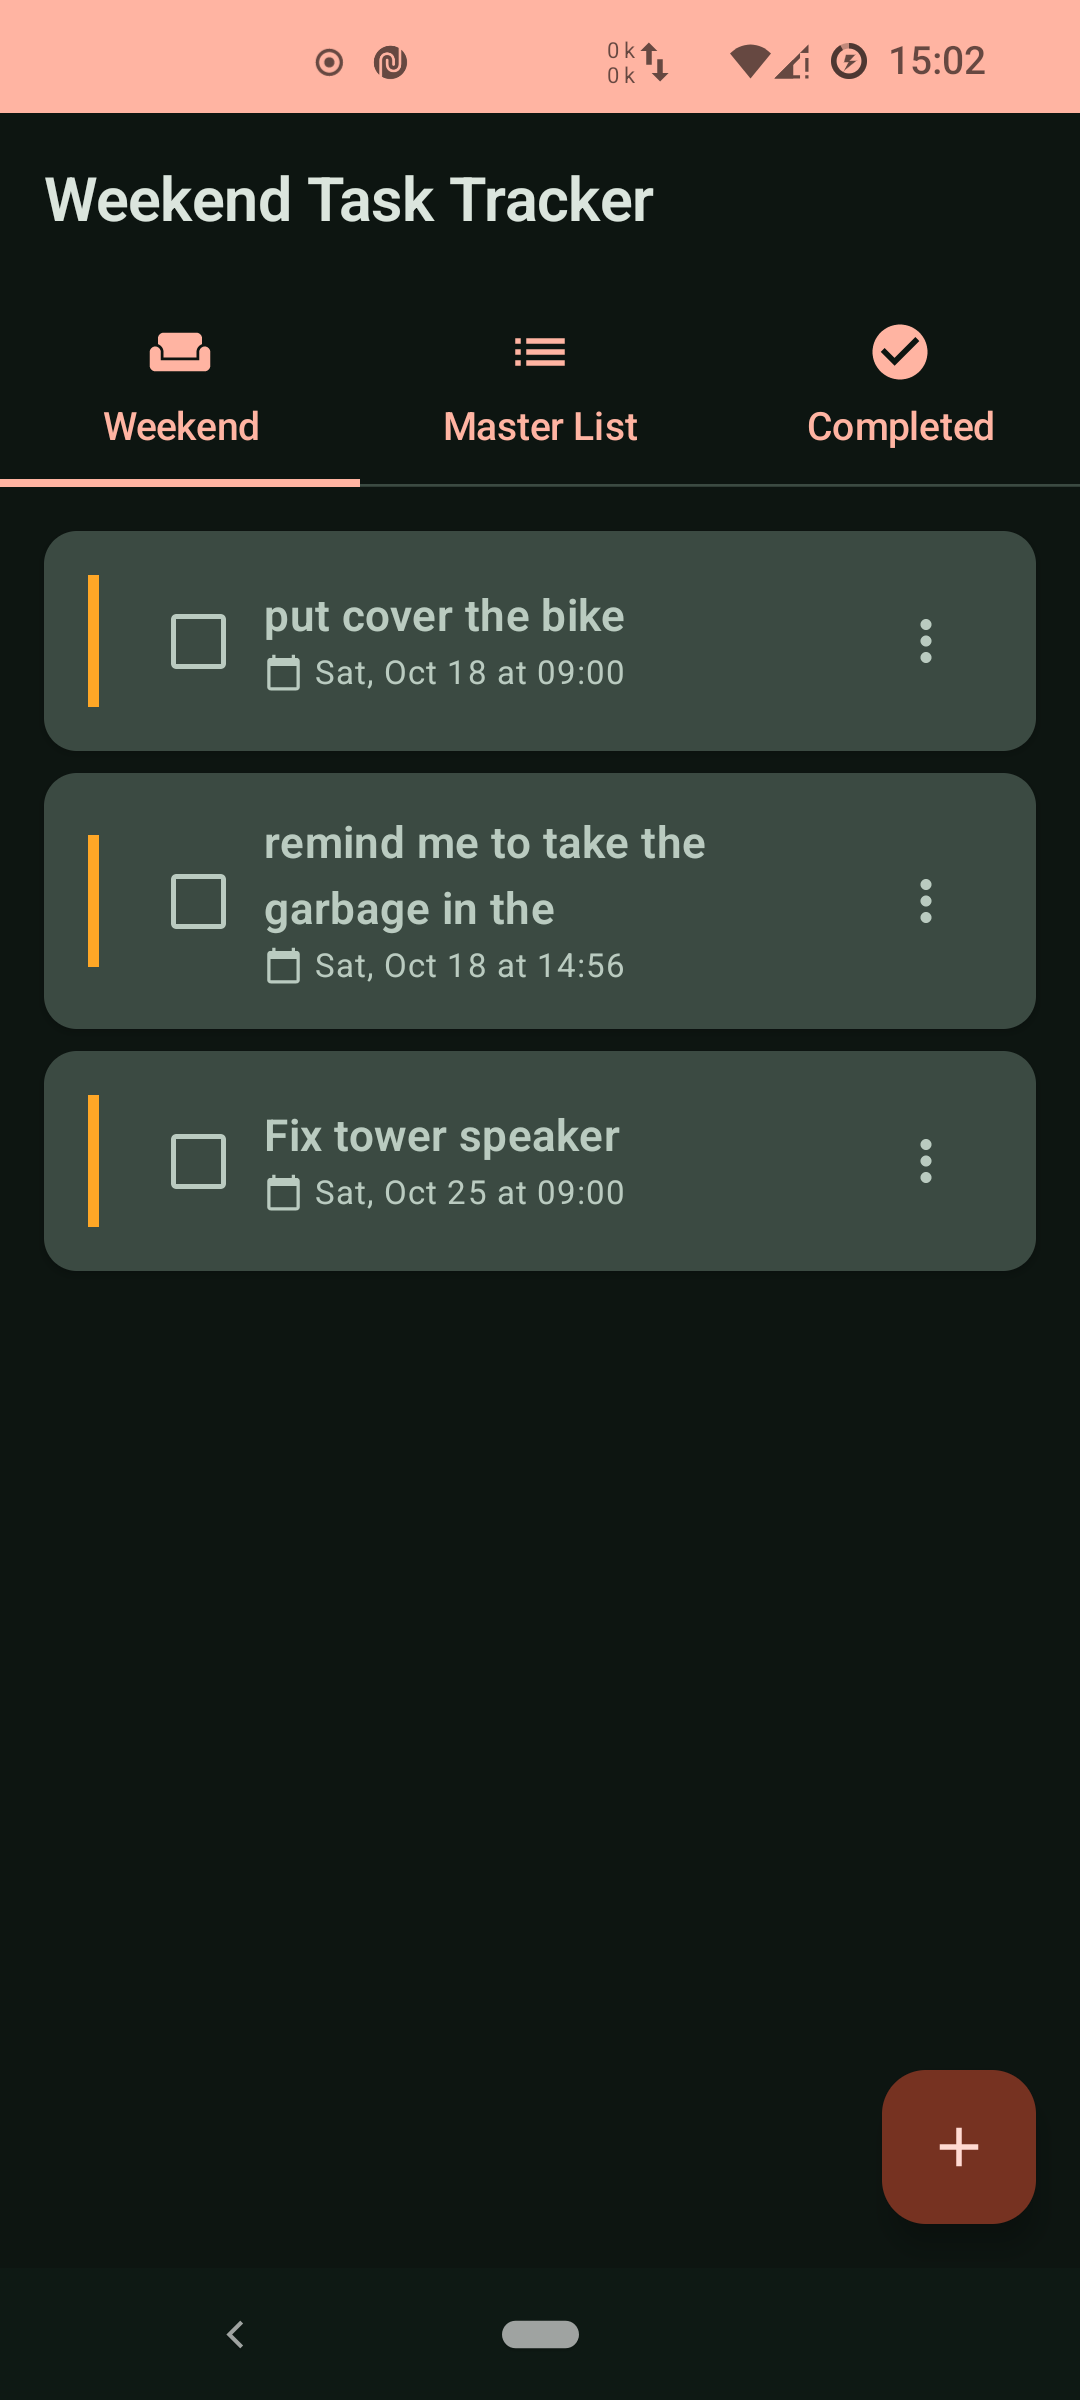 0 k
0 k
15:02
Weekend Task Tracker
Weekend
Master List
Completed
put cover the bike
Sat, Oct 18 at 09:00
remind me to take the
garbage in the
Sat, Oct 18 at 14:56
Fix tower speaker
Sat, Oct 25 at 09:00